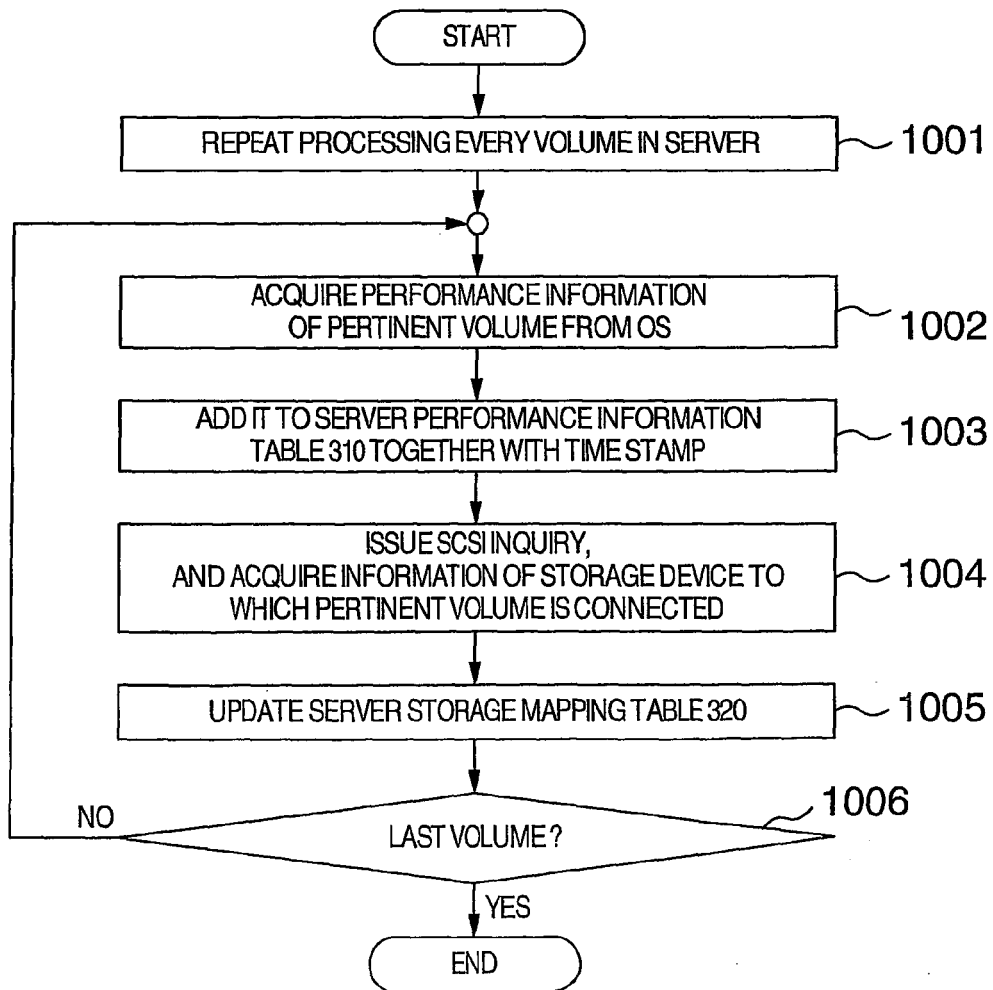 START
REPEAT PROCESSING EVERY VOLUME IN SERVER
1001
ACQUIRE PERFORMANCE INFORMATION
OF PERTINENT VOLUME FROM OS
1002
ADD IT TO SERVER PERFORMANCE INFORMATION
TABLE 310 TOGETHER WITH TIME STAMP
1003
ISSUE SCSI INQUIRY,
AND ACQUIRE INFORMATION OF STORAGE DEVICE TO
WHICH PERTINENT VOLUME IS CONNECTED
1004
UPDATE SERVER STORAGE MAPPING TABLE 320
1005
LAST VOLUME?
1006
NO
YES
END